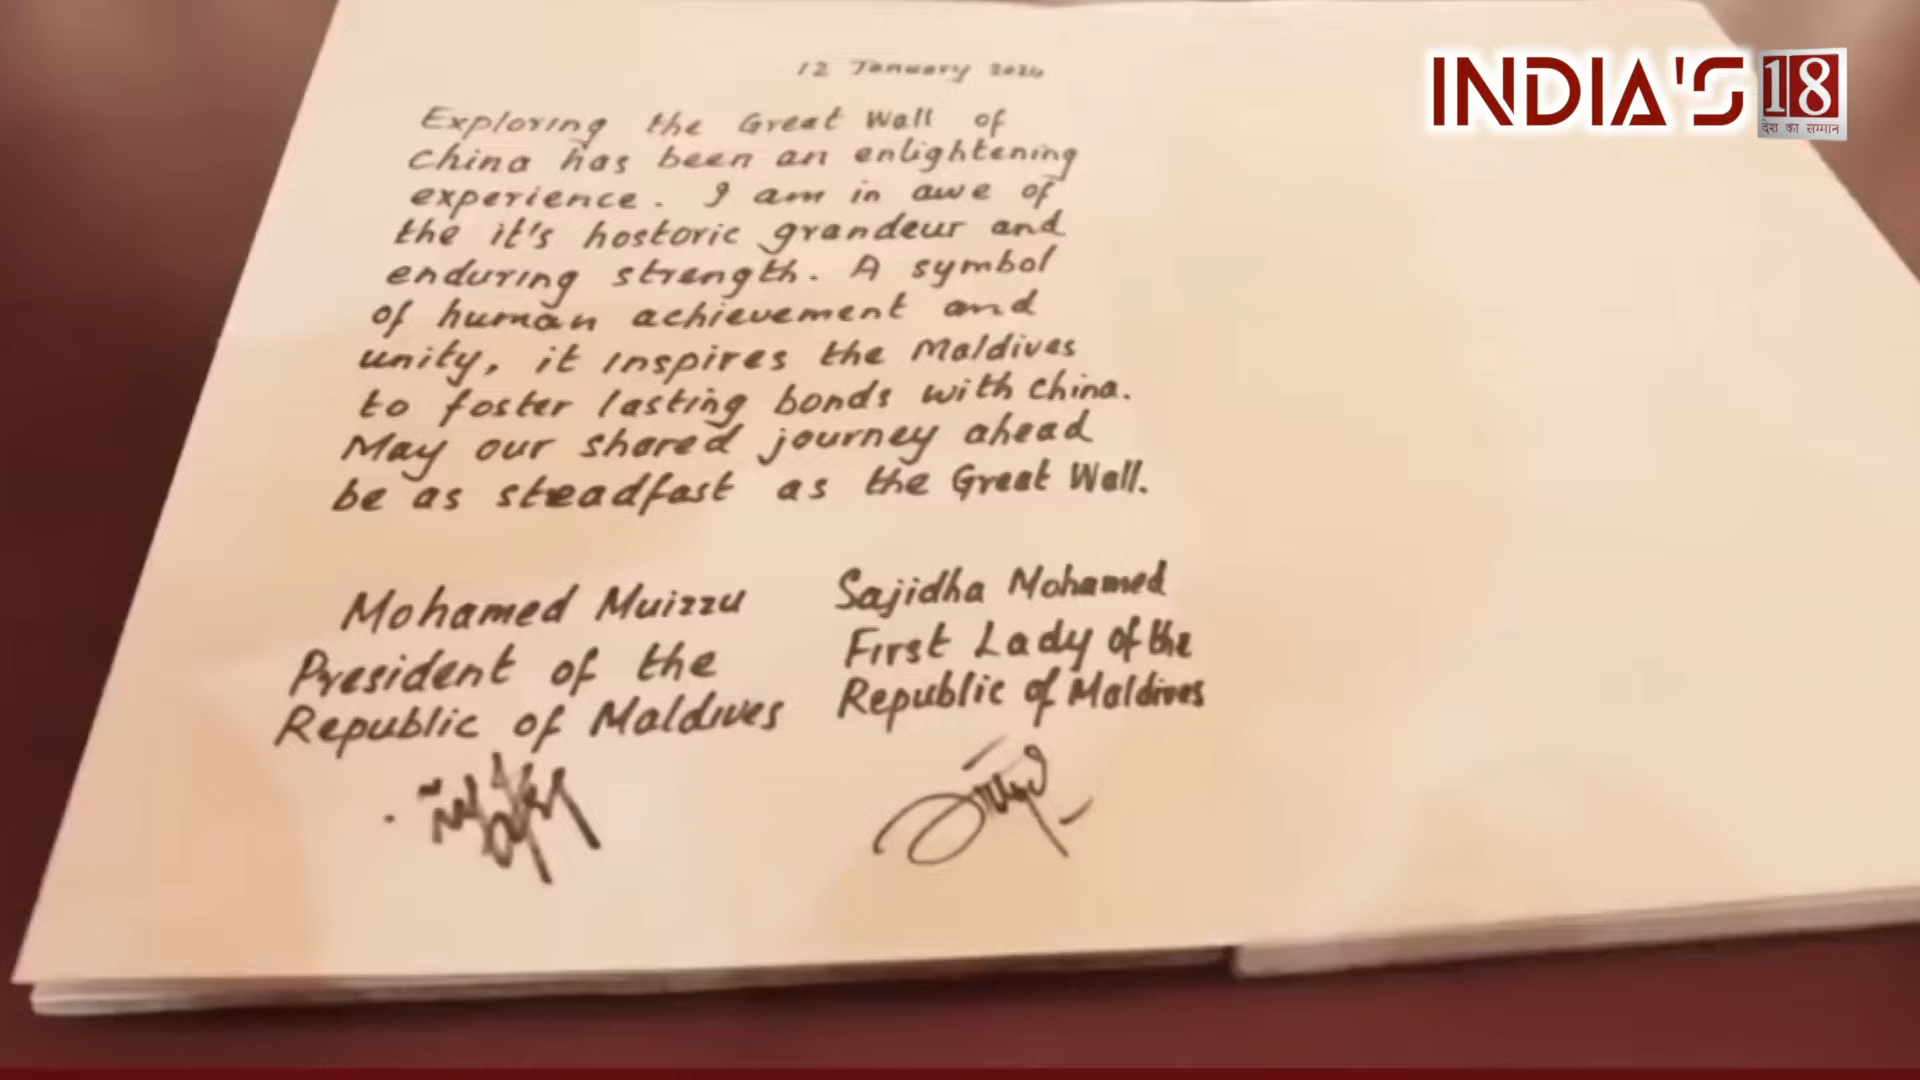 12 January 2024
INDIA'S 18
देश का सम्मान
Exploring the Great Wall of
China has been an enlightening
experience. I am in awe of
the it's hostoric grandeur and
enduring strength. A symbol
of human achievement and
unity, it inspires the Maldives
to foster lasting bonds with China.
May our shared journey ahead
be as steadfast as the Great Wall.
Mohamed Muizzu
President of the
Republic of Maldives
Sajidha Mohamed
First Lady of the
Republic of Maldives